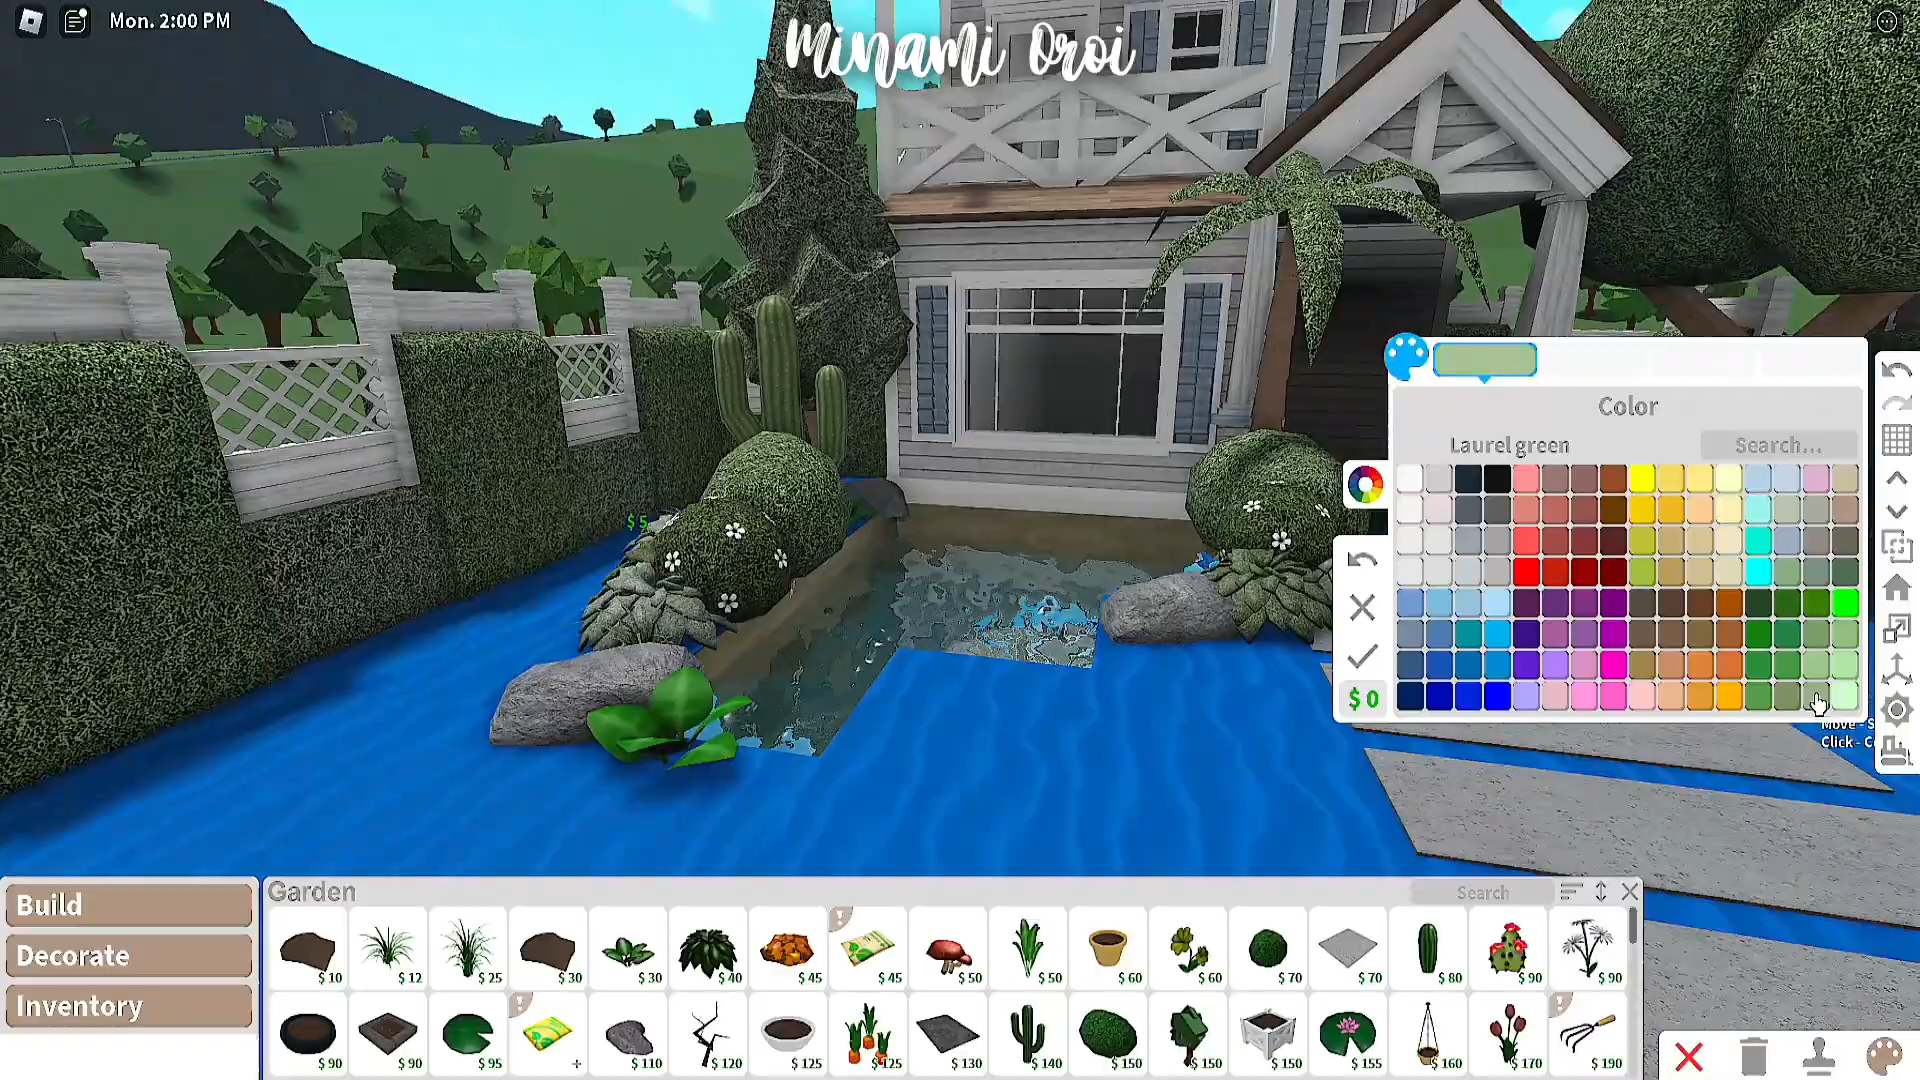 Mon. 2:00 PM
Minami Oroi
Color
Laurel green
Search...
$ 5
$ 0
Move - S
Click - C
Build
Decorate
Inventory
Garden
Search
$ 10
$ 12
$ 25
$ 30
$ 30
$ 40
$ 45
$ 45
$ 50
$ 50
$ 60
$ 60
$ 70
$ 70
$ 80
$ 90
$ 90
$ 90
$ 90
$ 95
$ 110
$ 120
$ 125
$ 125
$ 130
$ 140
$ 150
$ 150
$ 150
$ 155
$ 160
$ 170
$ 190